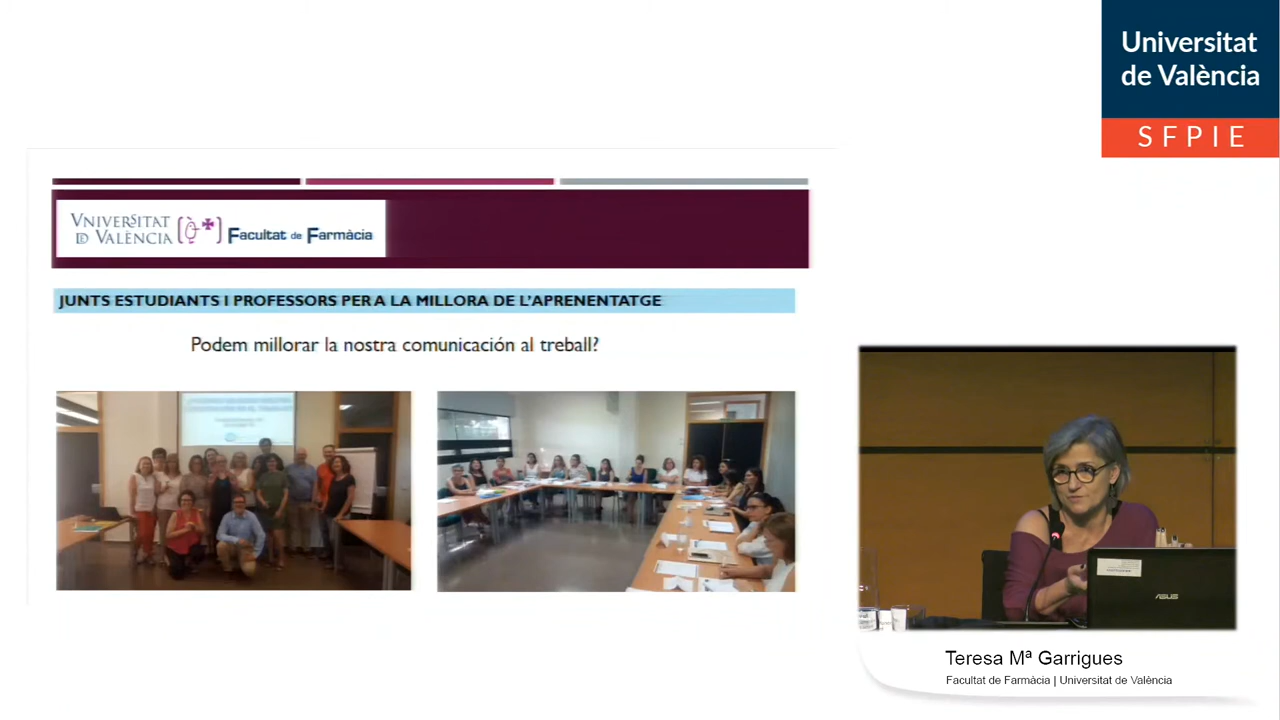 Universitat
de València
SFPIE
VNIVERSITAT
DE VALÈNCIA
Facultat de Farmàcia
JUNTS ESTUDIANTS I PROFESSORS PER A LA MILLORA DE L'APRENENTATGE
Podem millorar la nostra comunicación al treball?
ASUS
Teresa Mª Garrigues
Facultat de Farmàcia | Universitat de València